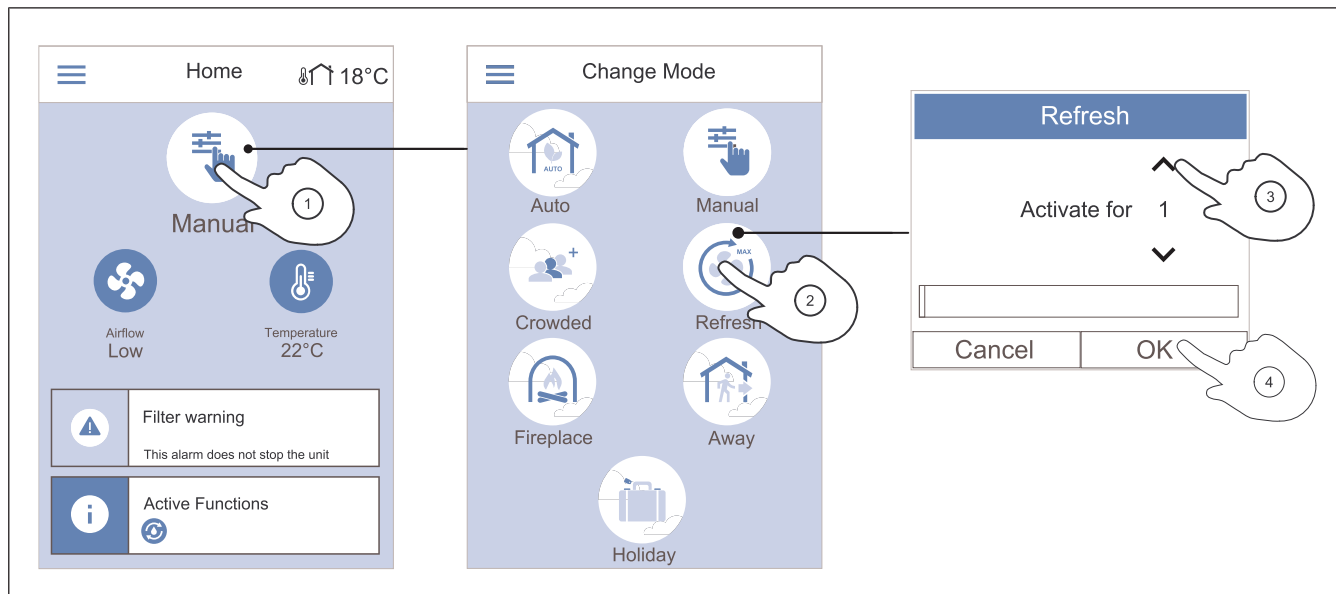 Home
18°C
Manual
1
Airflow
Low
Temperature
22°C
Filter warning
This alarm does not stop the unit
i
Active Functions
Change Mode
AUTO
Auto
Manual
Crowded
MAX
Refresh
2
Fireplace
Away
Holiday
Refresh
Activate for 1
3
Cancel
OK
4